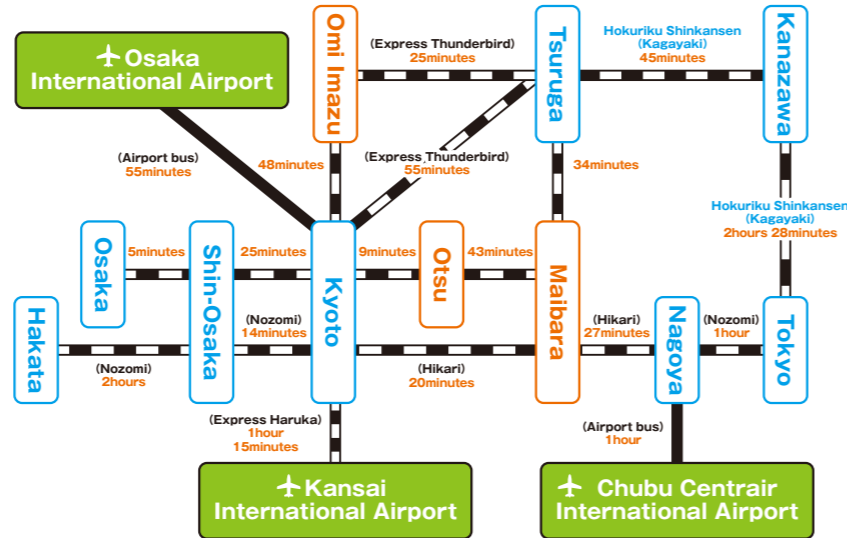 Osaka
International Airport
Omi Imazu
(Express Thunderbird)
25minutes
Tsuruga
Hokuriku Shinkansen
(Kagayaki)
45minutes
Kanazawa
(Airport bus)
55minutes
48minutes
(Express Thunderbird)
55minutes
34minutes
Hokuriku Shinkansen
(Kagayaki)
2hours 28minutes
Osaka
5minutes
Shin-Osaka
25minutes
Kyoto
9minutes
Otsu
43minutes
Maibara
Hakata
(Nozomi)
2hours
(Nozomi)
14minutes
(Hikari)
20minutes
(Hikari)
27minutes
Nagoya
(Nozomi)
1hour
Tokyo
(Express Haruka)
1hour
15minutes
(Airport bus)
1hour
Kansai
International Airport
Chubu Centrair
International Airport